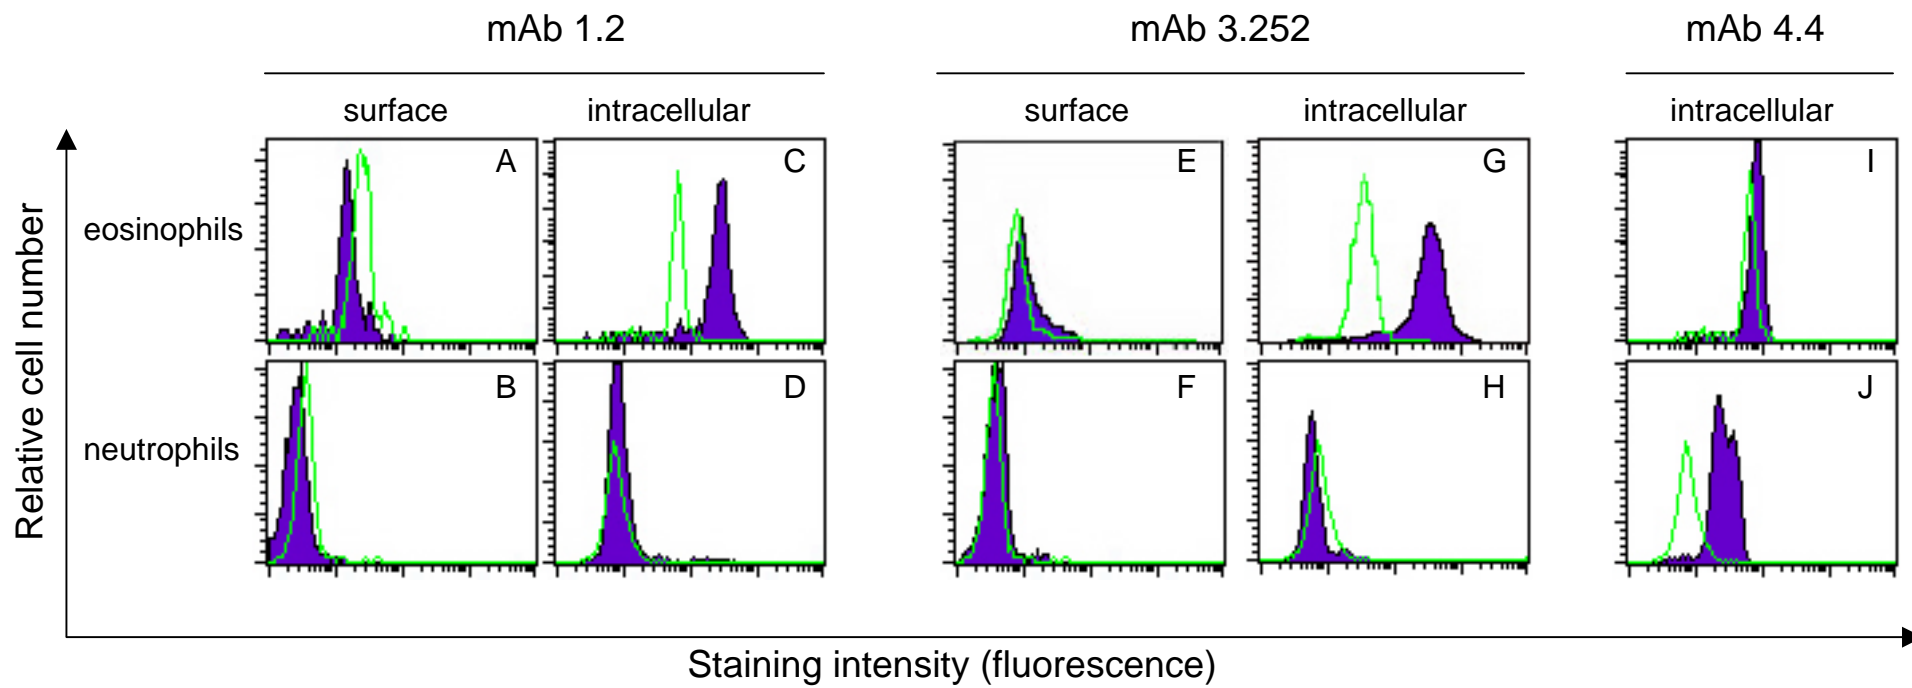 mAb 1.2
mAb 3.252
mAb 4.4
surface
intracellular
surface
intracellular
intracellular
Relative cell number
eosinophils
A
C
E
G
I
neutrophils
B
D
F
H
J
Staining intensity (fluorescence)